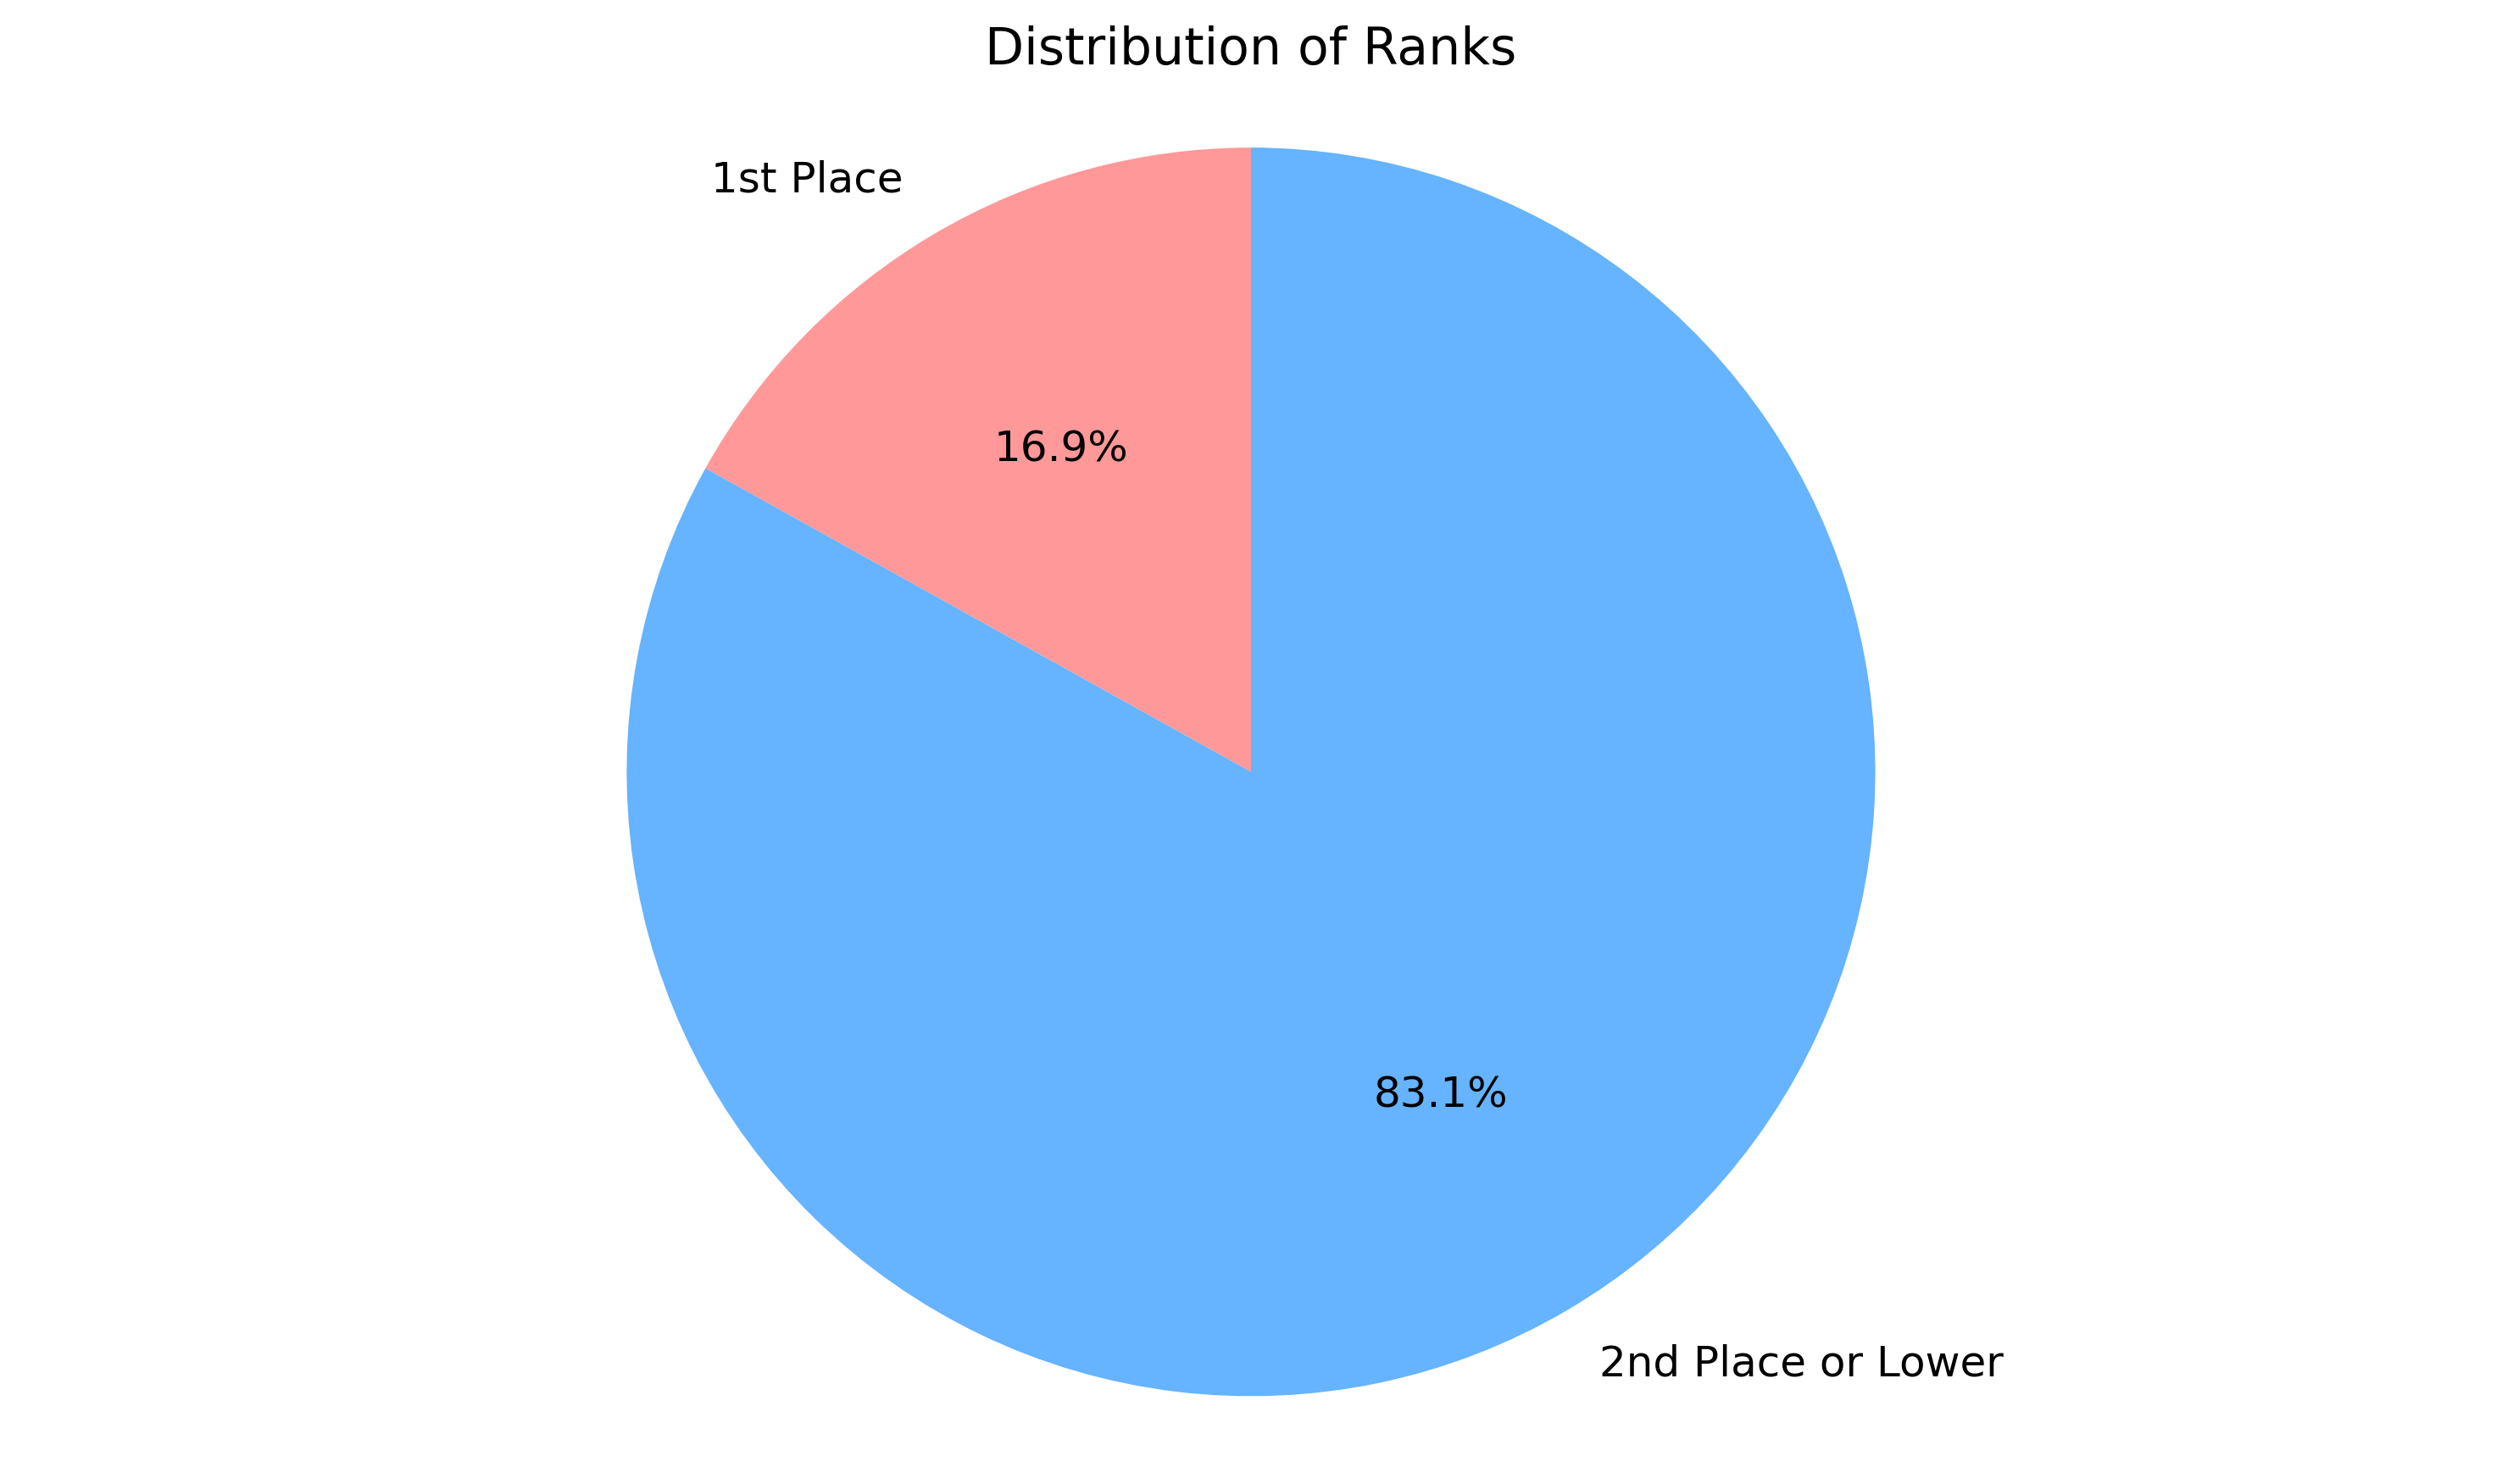 Distribution of Ranks
1st Place
16.9%
83.1%
2nd Place or Lower